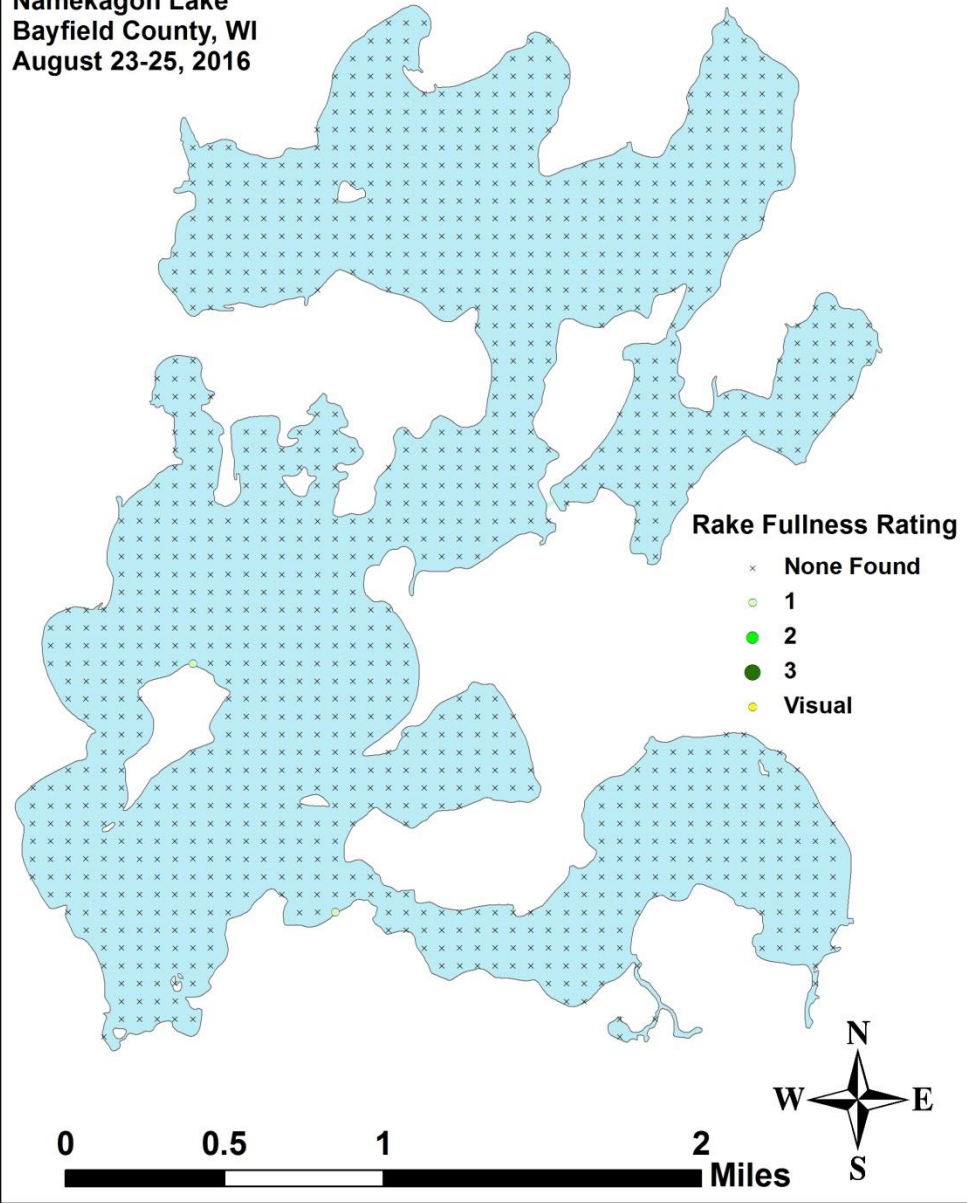 Namekagon Lake
Bayfield County, WI
August 23-25, 2016
Rake Fullness Rating
None Found
1
2
3
Visual
N
W E
S
0 0.5 1 2
Miles